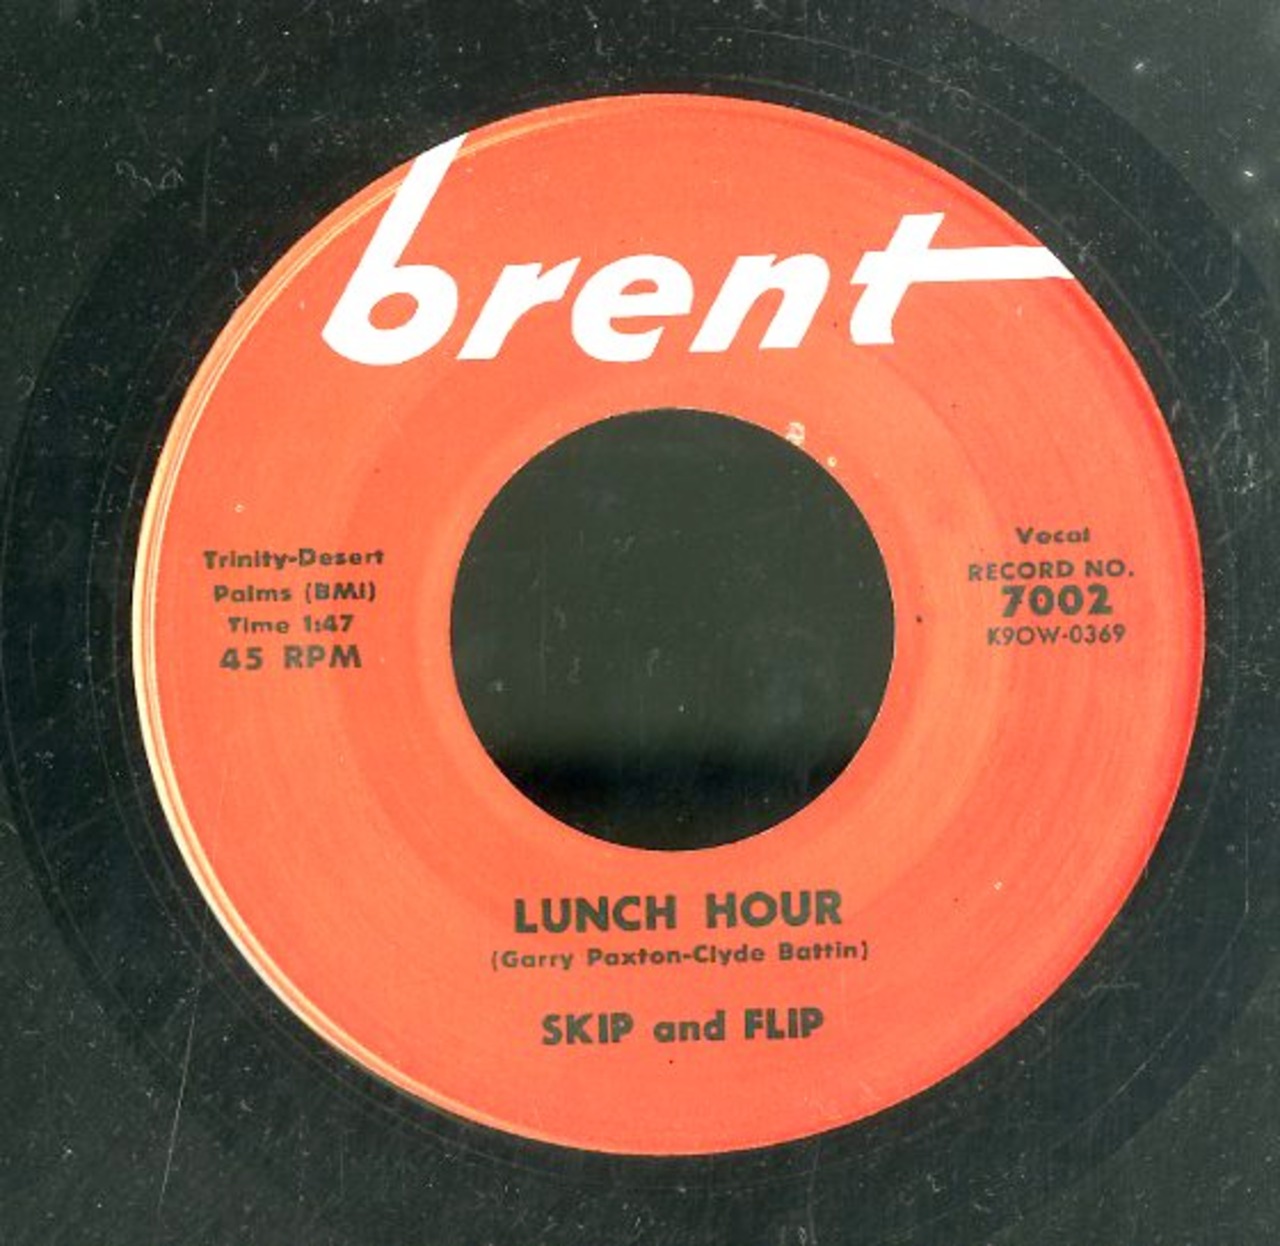 brent
Trinity-Desert
Palms (BMI)
Time 1:47
45 RPM
Vocal
RECORD NO.
7002
K9OW-0369
LUNCH HOUR
(Garry Paxton-Clyde Battin)
SKIP and FLIP